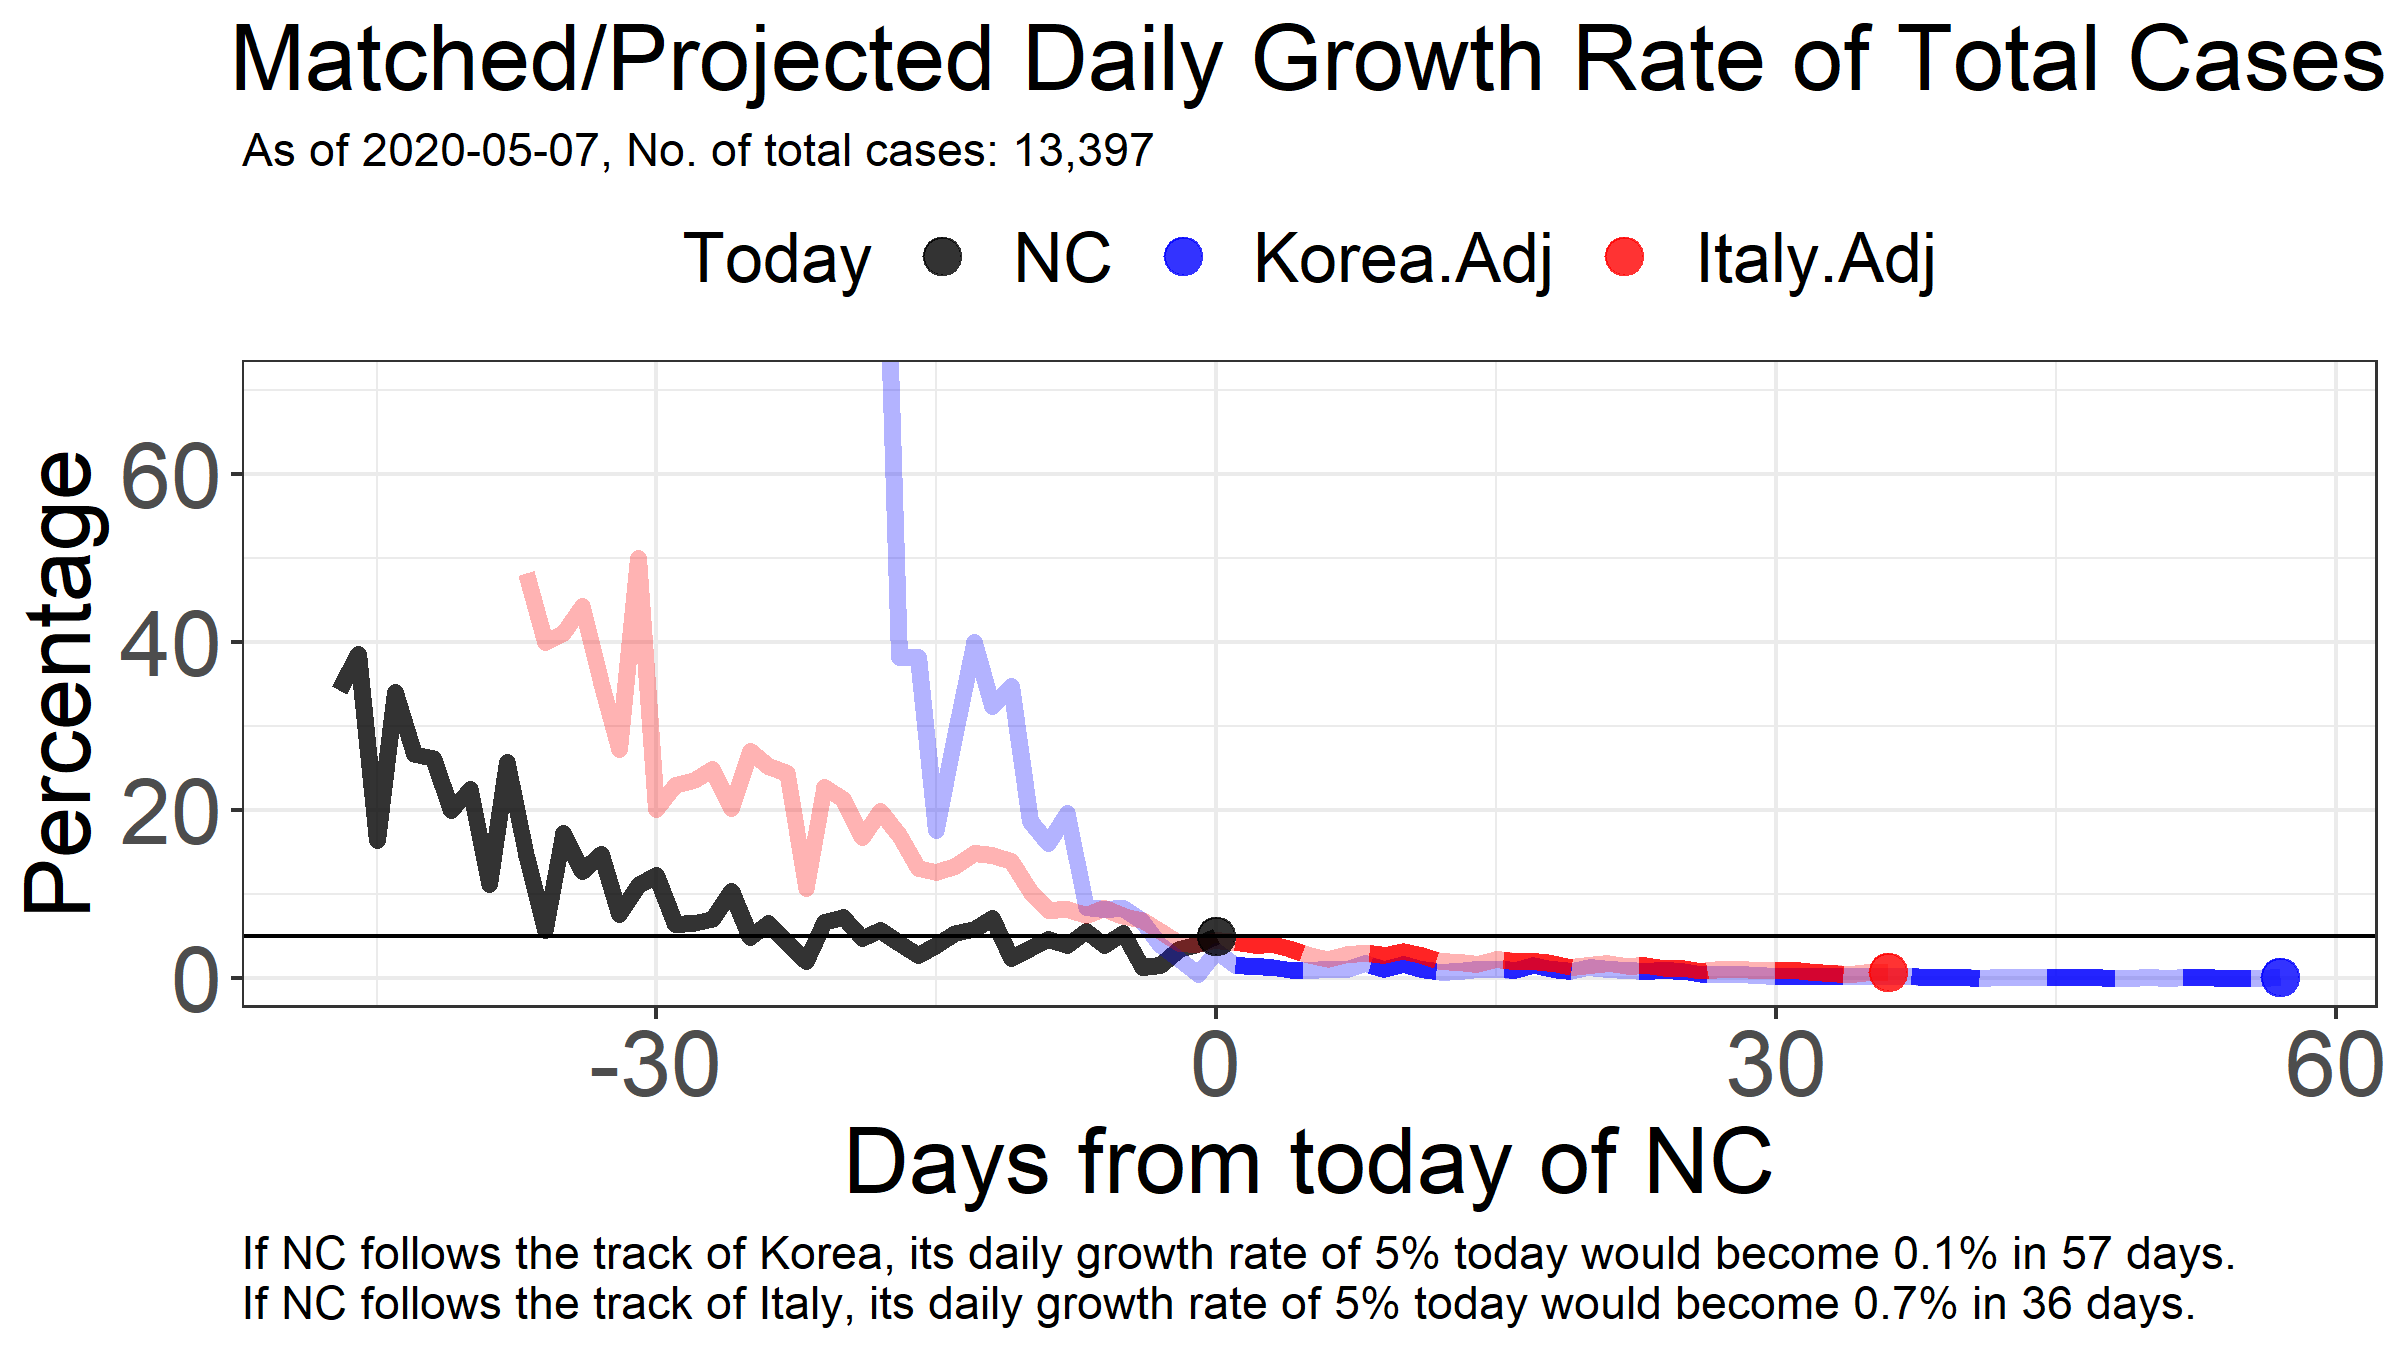 Matched/Projected Daily Growth Rate of Total Cases
As of 2020-05-07, No. of total cases: 13,397
Today NC Korea.Adj Italy.Adj
Percentage
60
40
20
0
-30 0 30 60
Days from today of NC
If NC follows the track of Korea, its daily growth rate of 5% today would become 0.1% in 57 days.
If NC follows the track of Italy, its daily growth rate of 5% today would become 0.7% in 36 days.